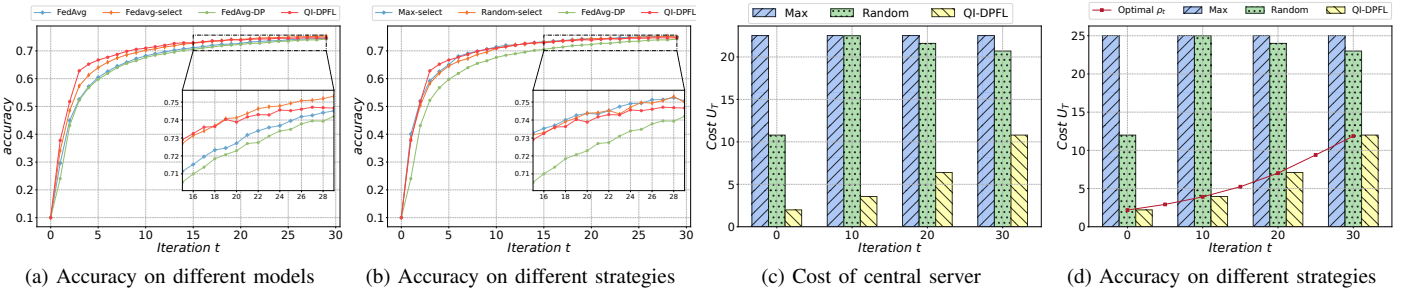 FedAvg Fedavg-select FedAvg-DP QI-DPFL
accuracy
0.7
0.6
0.5
0.4
0.3
0.2
0.1
0.75
0.74
0.73
0.72
0.71
16 18 20 22 24 26 28
0 5 10 15 20 25 30
Iteration t
(a) Accuracy on different models
Max-select Random-select FedAvg-DP QI-DPFL
accuracy
0.7
0.6
0.5
0.4
0.3
0.2
0.1
0.75
0.74
0.73
0.72
0.71
16 18 20 22 24 26 28
0 5 10 15 20 25 30
Iteration t
(b) Accuracy on different strategies
Max Random QI-DPFL
Cost U_T
20
15
10
5
0
0 10 20 30
Iteration t
(c) Cost of central server
Optimal ρ_t Max Random QI-DPFL
Cost U_T
25
20
15
10
5
0
0 10 20 30
Iteration t
(d) Accuracy on different strategies